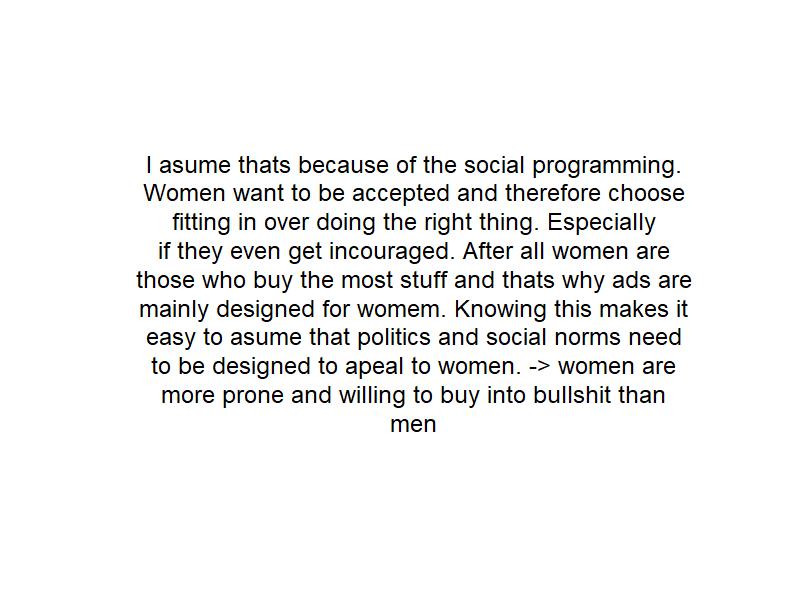 I asume thats because of the social programming.
Women want to be accepted and therefore choose
fitting in over doing the right thing. Especially
if they even get incouraged. After all women are
those who buy the most stuff and thats why ads are
mainly designed for womem. Knowing this makes it
easy to asume that politics and social norms need
to be designed to apeal to women. -> women are
more prone and willing to buy into bullshit than
men